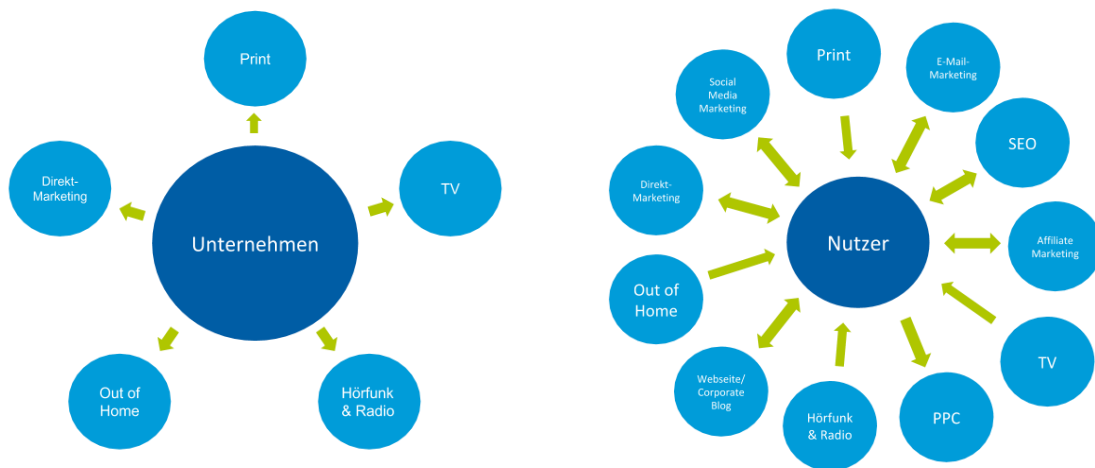 Print
TV
Hörfunk
& Radio
Out of
Home
Direkt-
Marketing
Unternehmen
Print
E-Mail-
Marketing
SEO
Affiliate
Marketing
TV
PPC
Hörfunk
& Radio
Webseite/
Corporate
Blog
Out of
Home
Direkt-
Marketing
Social
Media
Marketing
Nutzer